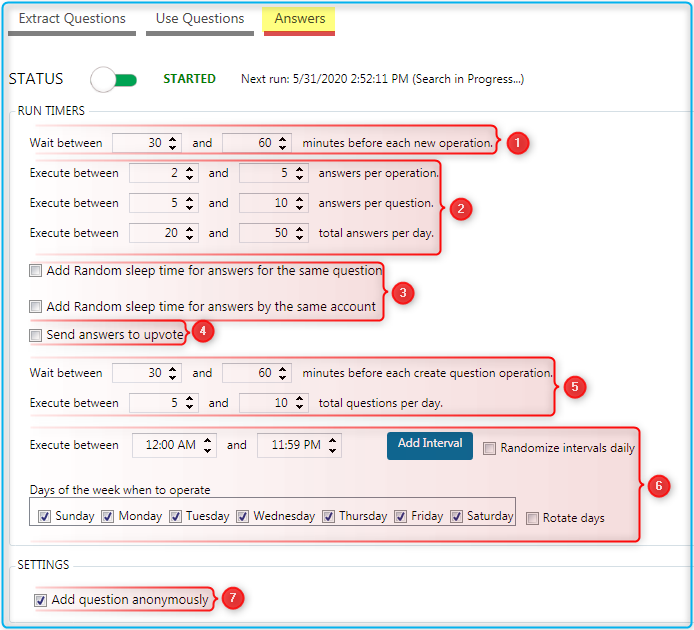 Extract Questions Use Questions Answers
STATUS STARTED Next run: 5/31/2020 2:52:11 PM (Search in Progress...)
RUN TIMERS
Wait between 30 and 60 minutes before each new operation. 1
Execute between 2 and 5 answers per operation.
Execute between 5 and 10 answers per question. 2
Execute between 20 and 50 total answers per day.
Add Random sleep time for answers for the same question
3
Add Random sleep time for answers by the same account
Send answers to upvote 4
Wait between 30 and 60 minutes before each create question operation. 5
Execute between 5 and 10 total questions per day.
Execute between 12:00 AM and 11:59 PM Add Interval Randomize intervals daily
6
Days of the week when to operate
Sunday Monday Tuesday Wednesday Thursday Friday Saturday Rotate days
SETTINGS
Add question anonymously 7